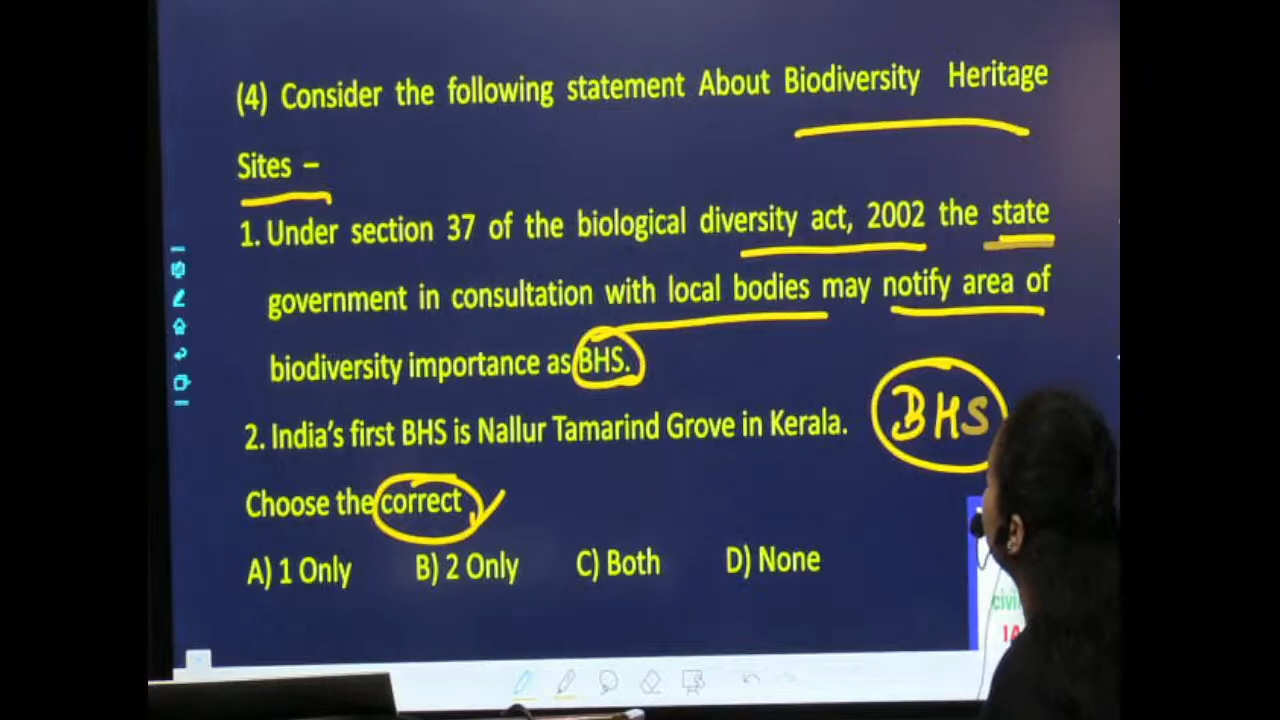 (4) Consider the following statement About Biodiversity Heritage
Sites –
1. Under section 37 of the biological diversity act, 2002 the state
government in consultation with local bodies may notify area of
biodiversity importance as BHS.
2. India's first BHS is Nallur Tamarind Grove in Kerala.
BHS
Choose the correct
A) 1 Only B) 2 Only C) Both D) None